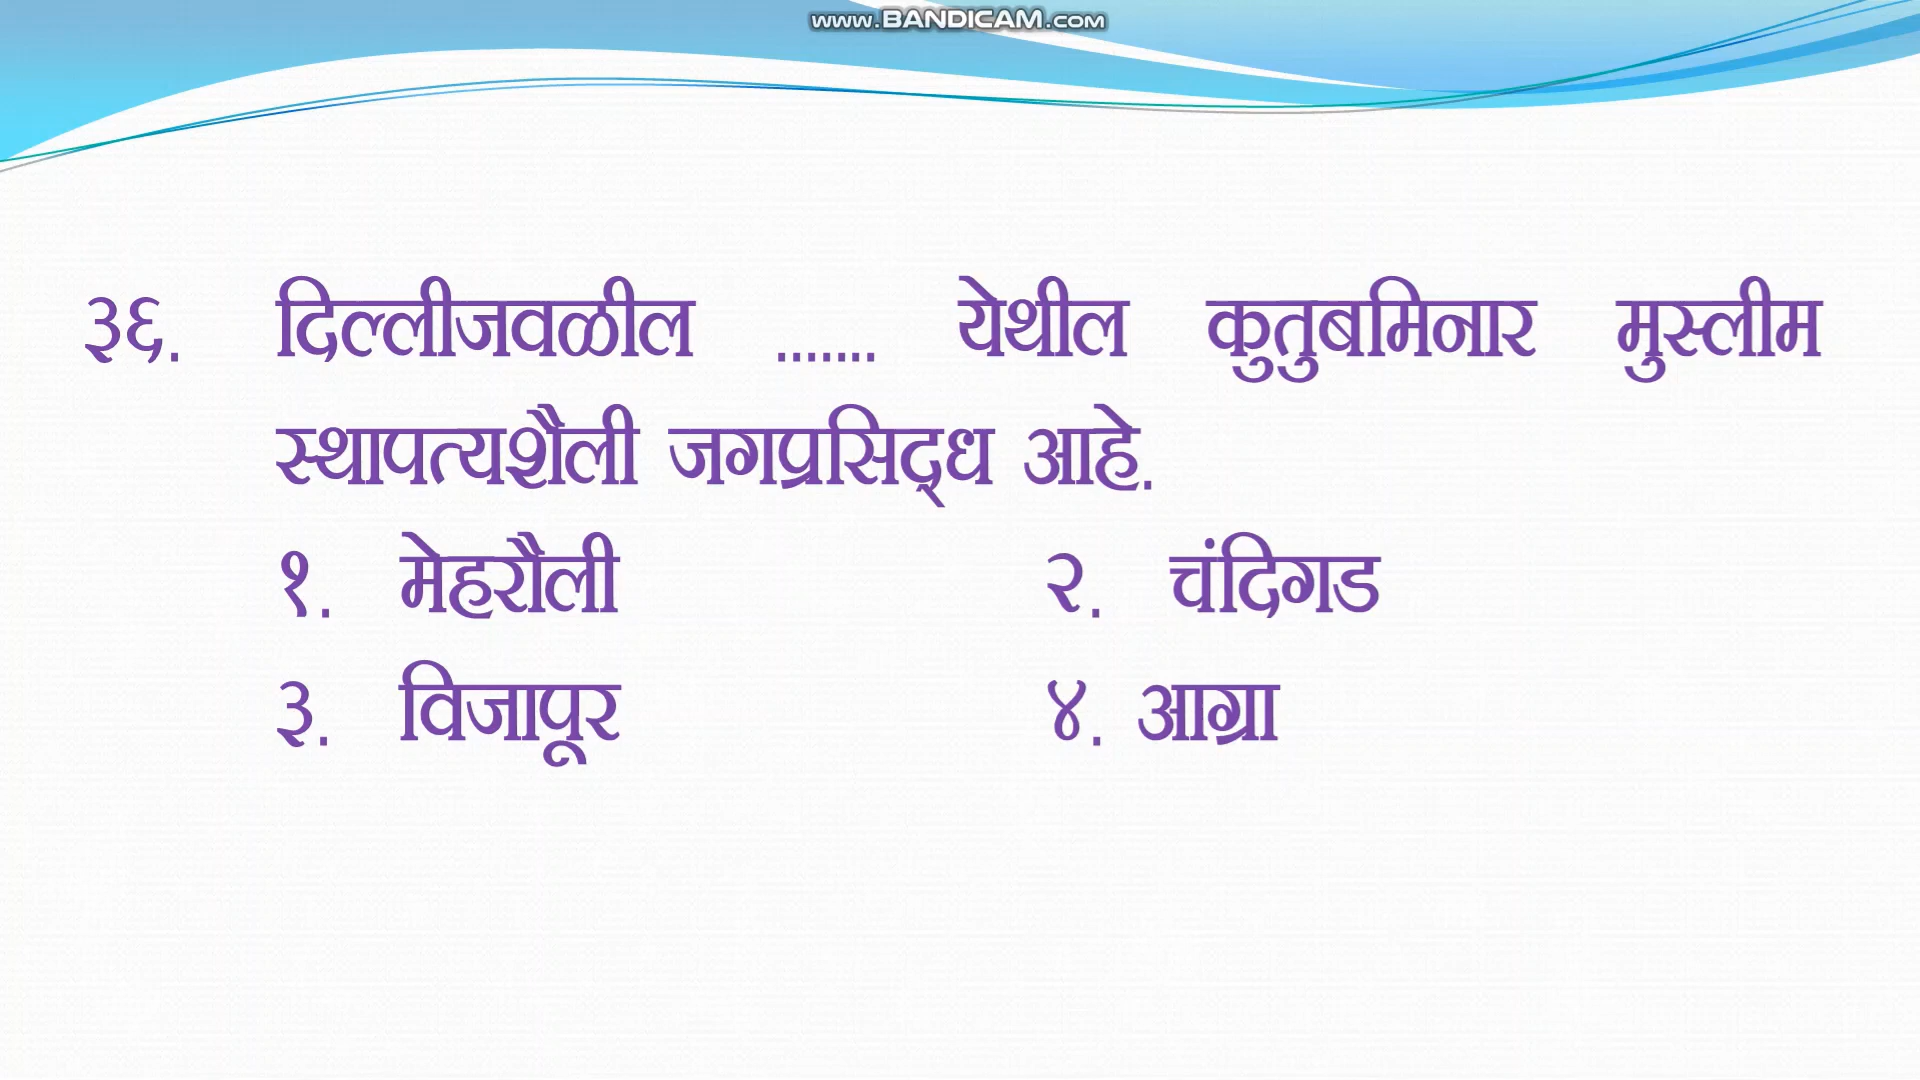 www.BANDICAM.com
३६. दिल्लीजवळील ....... येथील कुतुबमिनार मुस्लीम
स्थापत्यशैली जगप्रसिद्ध आहे.
१. मेहरौली २. चंदिगड
३. विजापूर ४. आग्रा